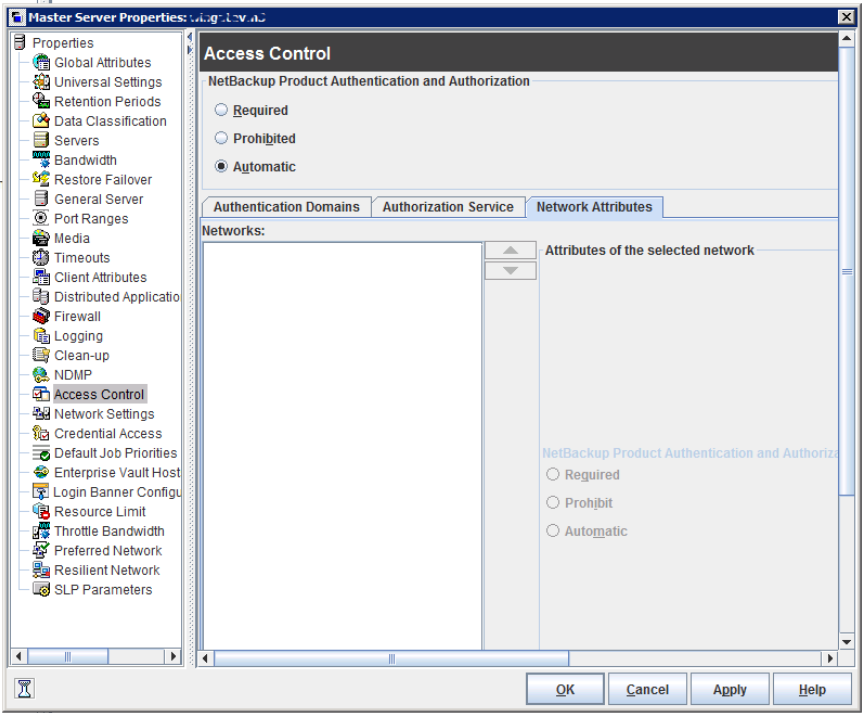 Master Server Properties:
Properties
Global Attributes
Universal Settings
Retention Periods
Data Classification
Servers
Bandwidth
Restore Failover
General Server
Port Ranges
Media
Timeouts
Client Attributes
Distributed Applicatio
Firewall
Logging
Clean-up
NDMP
Access Control
Network Settings
Credential Access
Default Job Priorities
Enterprise Vault Host
Login Banner Configu
Resource Limit
Throttle Bandwidth
Preferred Network
Resilient Network
SLP Parameters
Access Control
NetBackup Product Authentication and Authorization
Required
Prohibited
Automatic
Authentication Domains Authorization Service Network Attributes
Networks:
Attributes of the selected network
NetBackup Product Authentication and Authoriza
Required
Prohibit
Automatic
OK Cancel Apply Help